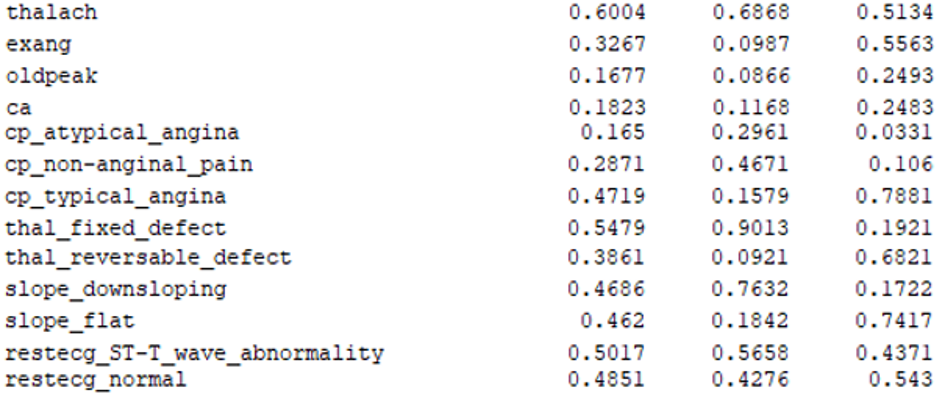 thalach 0.6004 0.6868 0.5134
exang 0.3267 0.0987 0.5563
oldpeak 0.1677 0.0866 0.2493
ca 0.1823 0.1168 0.2483
cp_atypical_angina 0.165 0.2961 0.0331
cp_non-anginal_pain 0.2871 0.4671 0.106
cp_typical_angina 0.4719 0.1579 0.7881
thal_fixed_defect 0.5479 0.9013 0.1921
thal_reversable_defect 0.3861 0.0921 0.6821
slope_downsloping 0.4686 0.7632 0.1722
slope_flat 0.462 0.1842 0.7417
restecg_ST-T_wave_abnormality 0.5017 0.5658 0.4371
restecg_normal 0.4851 0.4276 0.543